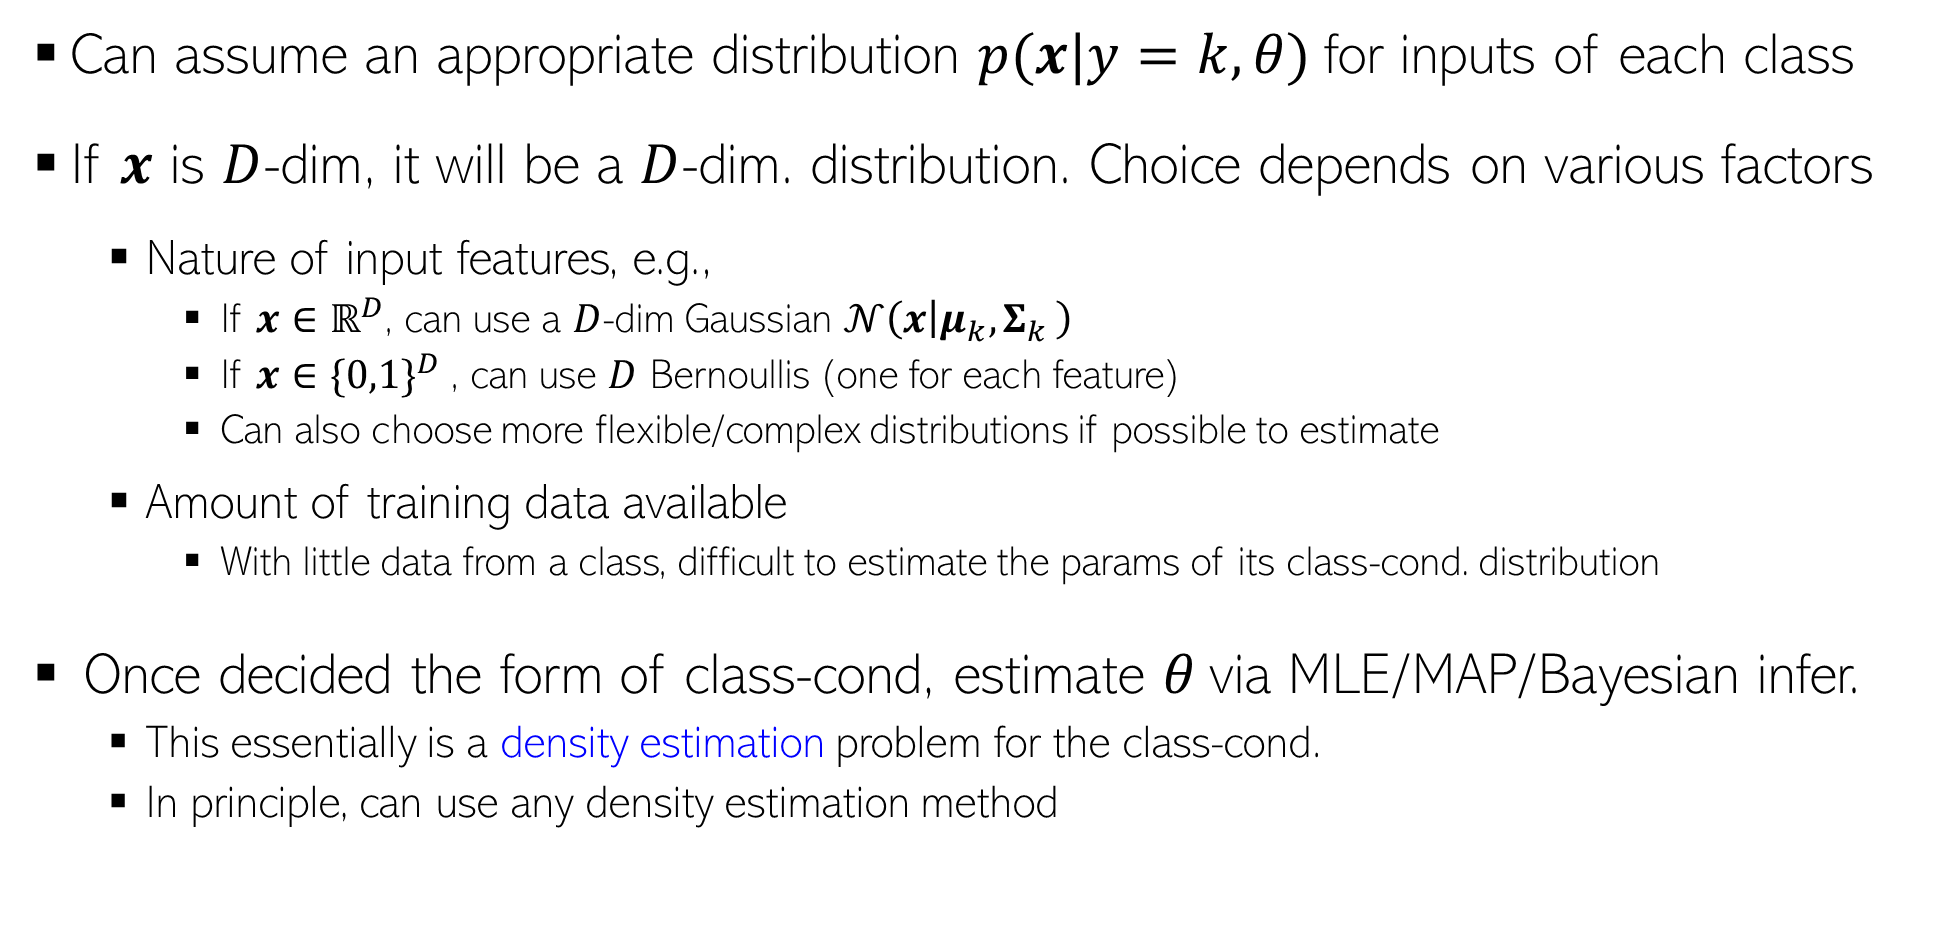 ▪ Can assume an appropriate distribution p(x|y = k, θ) for inputs of each class
▪ If x is D-dim, it will be a D-dim. distribution. Choice depends on various factors
▪ Nature of input features, e.g.,
▪ If x ∈ ℝ^D, can use a D-dim Gaussian 𝒩(x|μ_k, Σ_k )
▪ If x ∈ {0,1}^D , can use D Bernoullis (one for each feature)
▪ Can also choose more flexible/complex distributions if possible to estimate
▪ Amount of training data available
▪ With little data from a class, difficult to estimate the params of its class-cond. distribution
▪ Once decided the form of class-cond, estimate θ via MLE/MAP/Bayesian infer.
▪ This essentially is a density estimation problem for the class-cond.
▪ In principle, can use any density estimation method